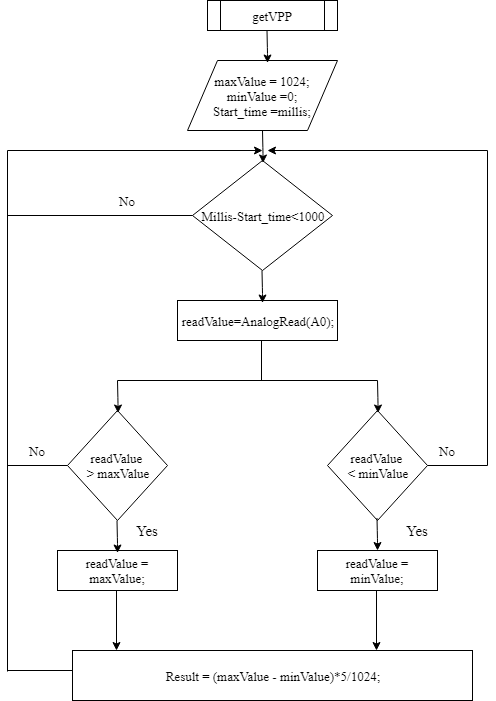 getVPP
maxValue = 1024;
minValue =0;
Start_time =millis;
No
Millis-Start_time<1000
readValue=AnalogRead(A0);
No
readValue
> maxValue
readValue
< minValue
No
Yes
Yes
readValue =
maxValue;
readValue =
minValue;
Result = (maxValue - minValue)*5/1024;